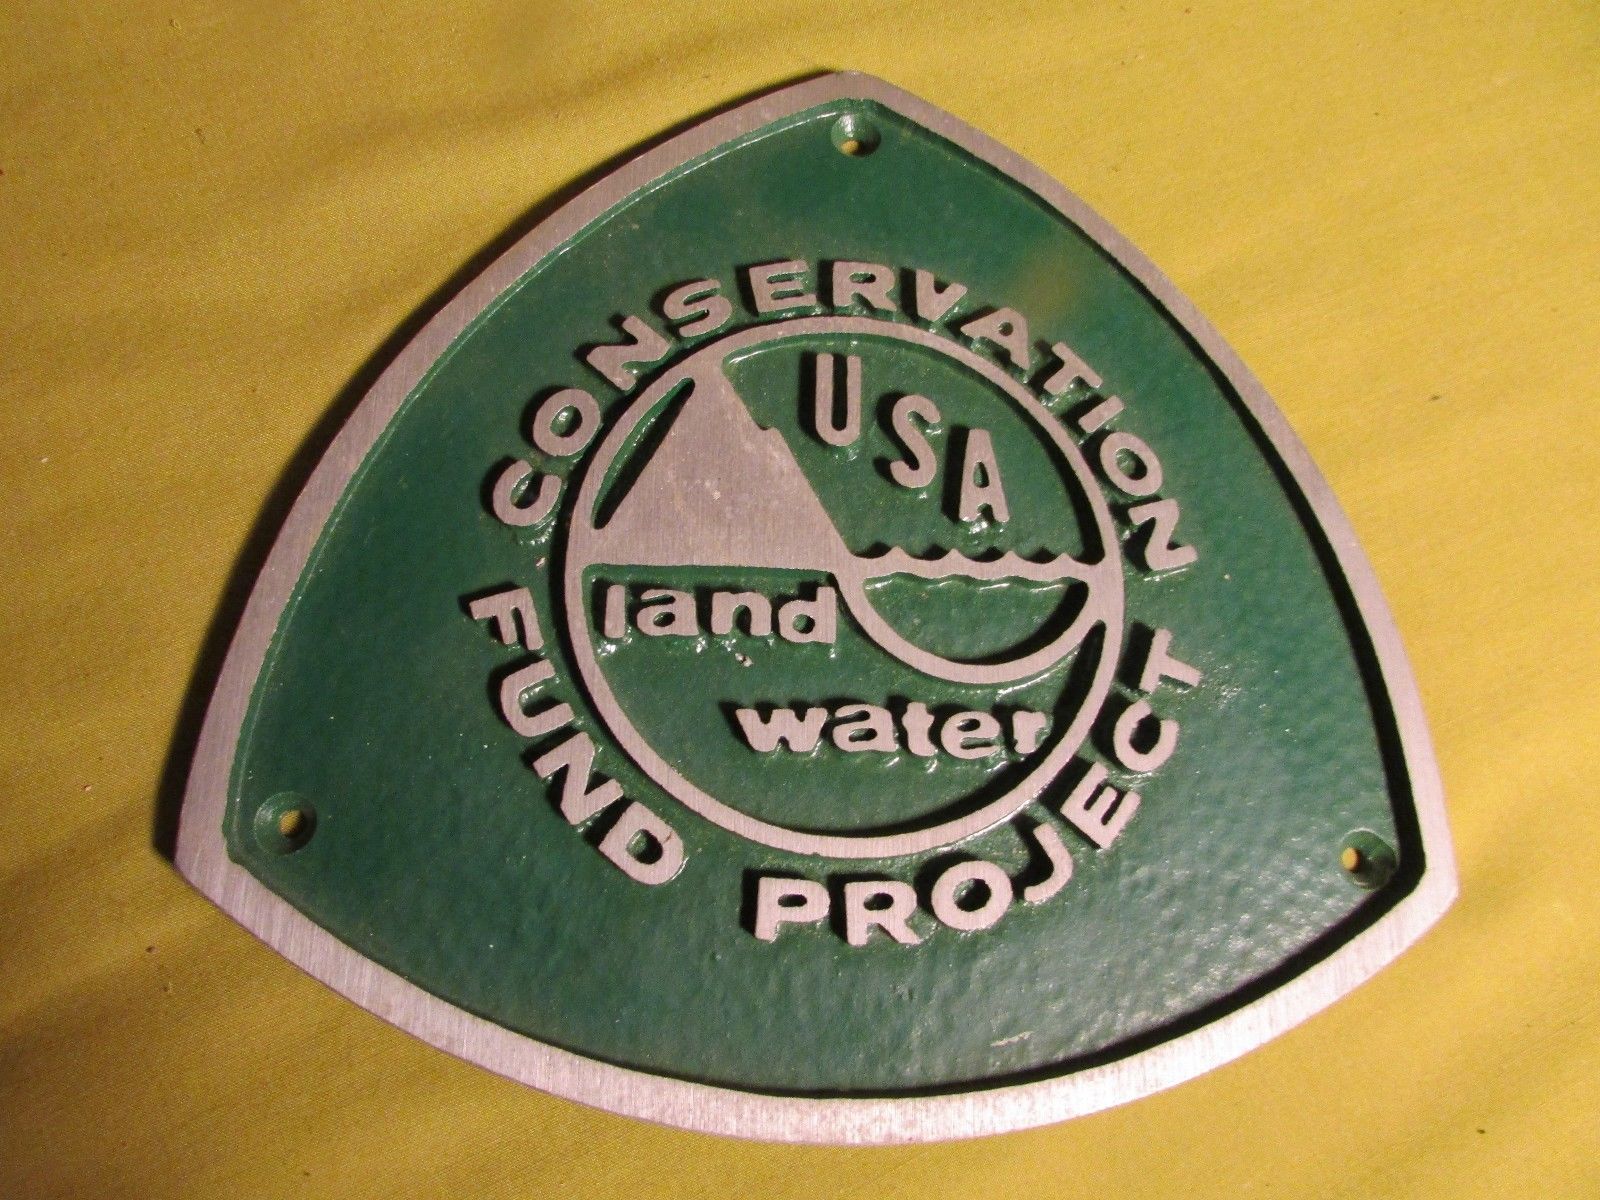 CONSERVATION
USA
land
water
FUND PROJECT